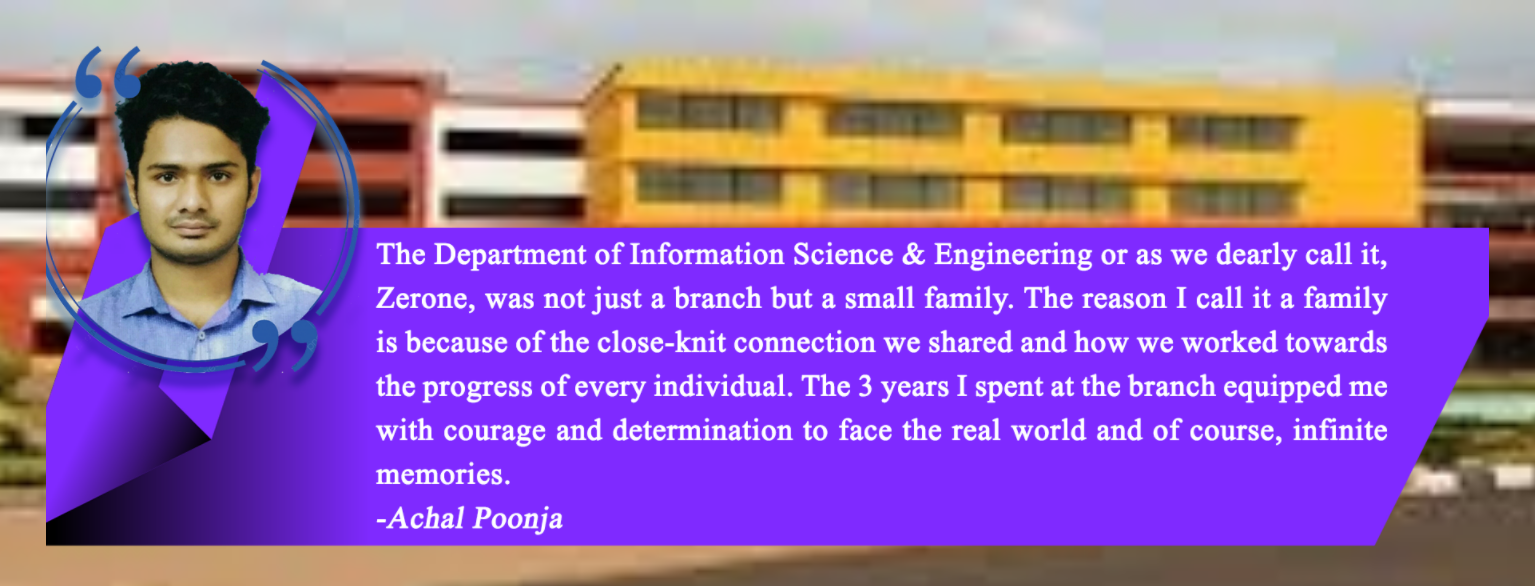 The Department of Information Science & Engineering or as we dearly call it,
Zerone, was not just a branch but a small family. The reason I call it a family
is because of the close-knit connection we shared and how we worked towards
the progress of every individual. The 3 years I spent at the branch equipped me
with courage and determination to face the real world and of course, infinite
memories.
-Achal Poonja